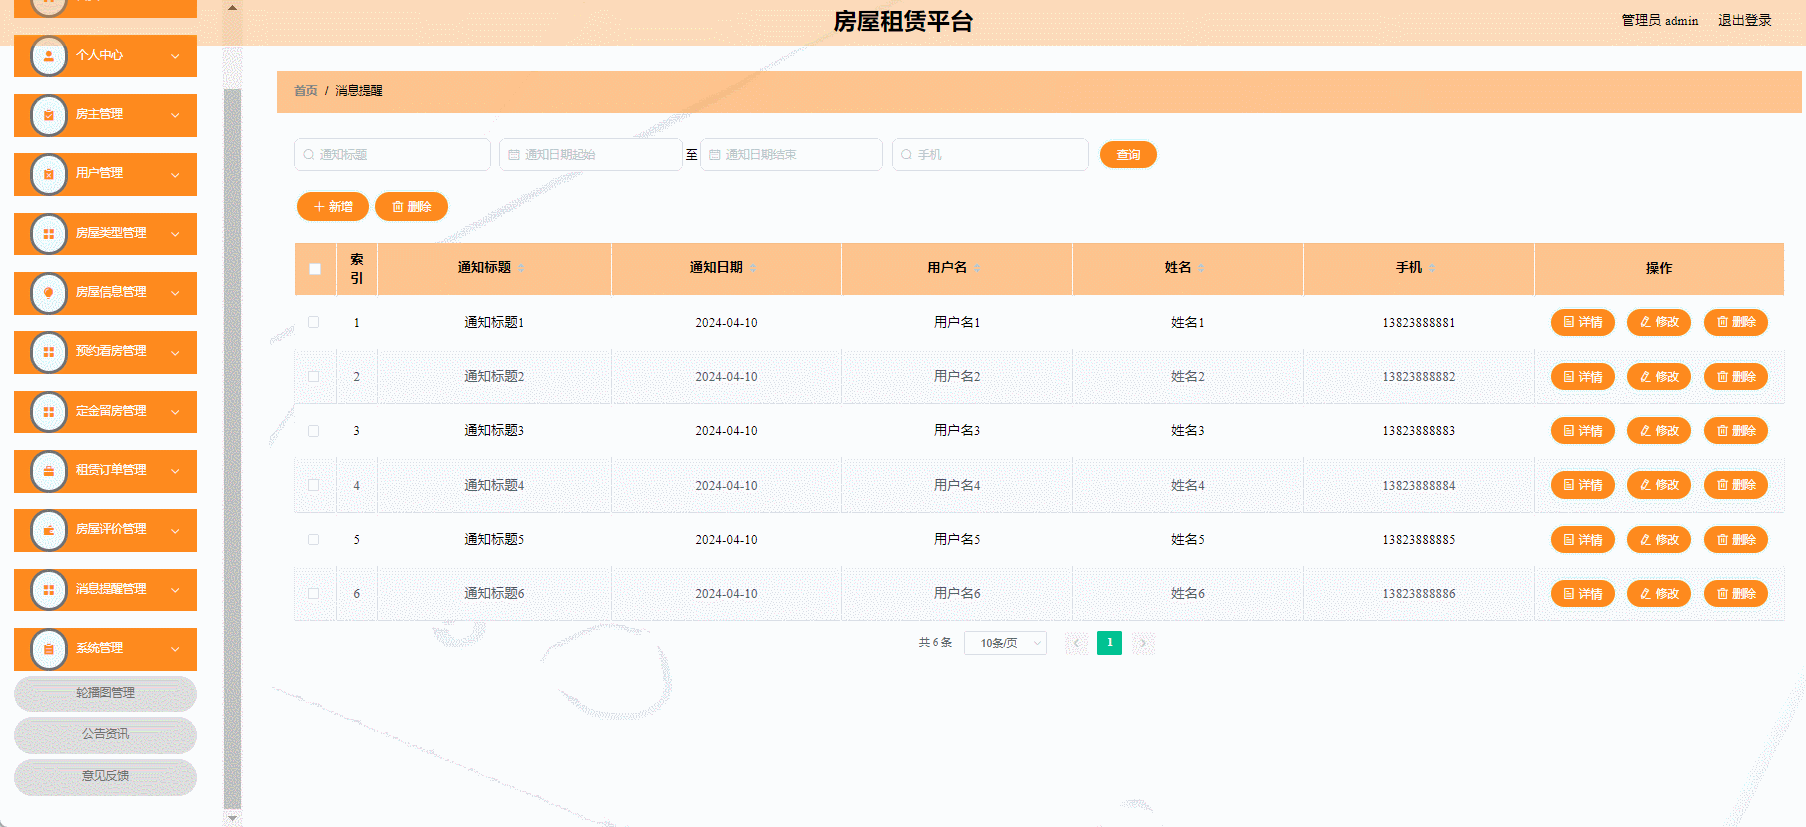 房屋租赁平台
管理员 admin 退出登录
个人中心
房主管理
用户管理
房屋类型管理
房屋信息管理
预约看房管理
定金留房管理
租赁订单管理
房屋评价管理
消息提醒管理
系统管理
轮播图管理
公告资讯
意见反馈
首页 / 消息提醒
通知标题 通知日期起始 至 通知日期结束 手机 查询
新增 删除
索引 通知标题 通知日期 用户名 姓名 手机 操作
1 通知标题1 2024-04-10 用户名1 姓名1 13823888881 详情 修改 删除
2 通知标题2 2024-04-10 用户名2 姓名2 13823888882 详情 修改 删除
3 通知标题3 2024-04-10 用户名3 姓名3 13823888883 详情 修改 删除
4 通知标题4 2024-04-10 用户名4 姓名4 13823888884 详情 修改 删除
5 通知标题5 2024-04-10 用户名5 姓名5 13823888885 详情 修改 删除
6 通知标题6 2024-04-10 用户名6 姓名6 13823888886 详情 修改 删除
共 6 条 10条/页 1